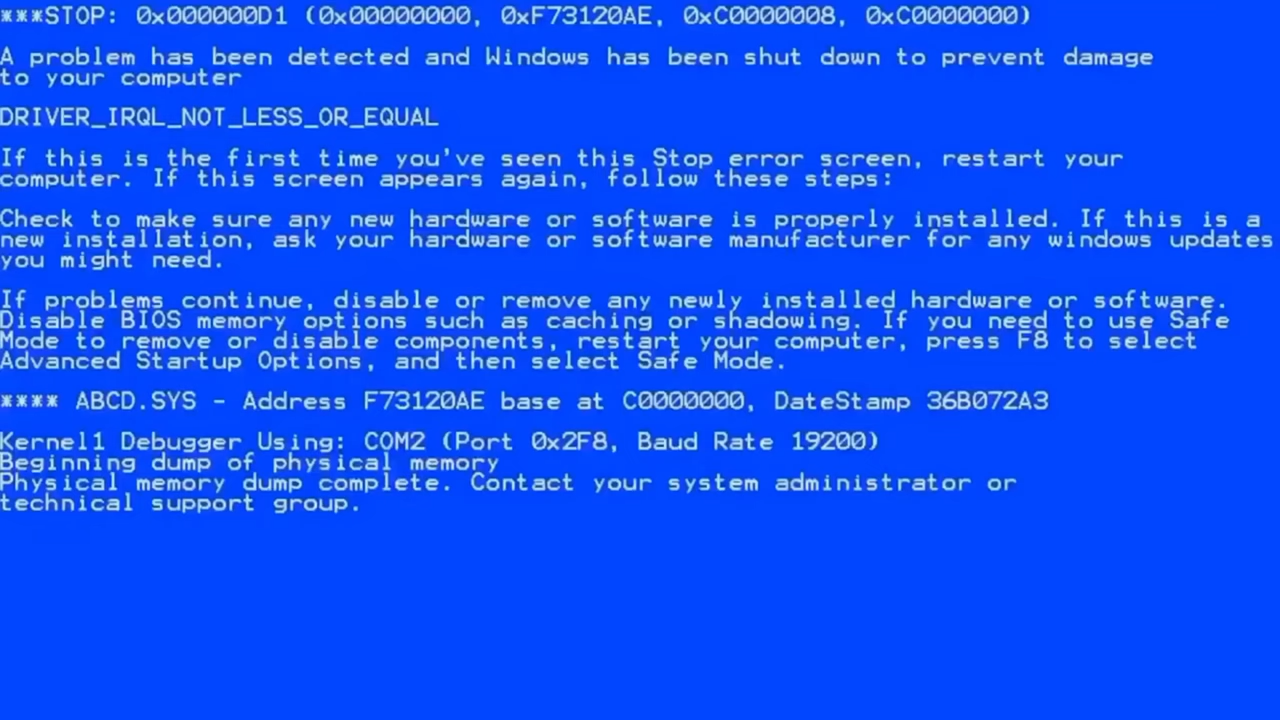 ***STOP: 0x000000D1 (0x00000000, 0xF73120AE, 0xC0000008, 0xC0000000)
A problem has been detected and Windows has been shut down to prevent damage
to your computer
DRIVER_IRQL_NOT_LESS_OR_EQUAL
If this is the first time you've seen this Stop error screen, restart your
computer. If this screen appears again, follow these steps:
Check to make sure any new hardware or software is properly installed. If this is a
new installation, ask your hardware or software manufacturer for any windows updates
you might need.
If problems continue, disable or remove any newly installed hardware or software.
Disable BIOS memory options such as caching or shadowing. If you need to use Safe
Mode to remove or disable components, restart your computer, press F8 to select
Advanced Startup Options, and then select Safe Mode.
**** ABCD.SYS - Address F73120AE base at C0000000, DateStamp 36B072A3
Kernel1 Debugger Using: COM2 (Port 0x2F8, Baud Rate 19200)
Beginning dump of physical memory
Physical memory dump complete. Contact your system administrator or
technical support group.